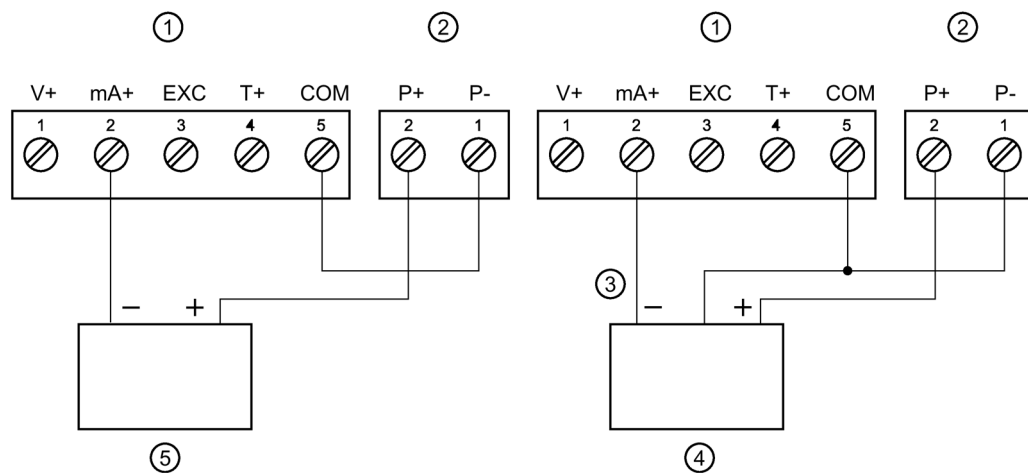 ① ② ① ②
V+ mA+ EXC T+ COM P+ P- V+ mA+ EXC T+ COM P+ P-
1 2 3 4 5 2 1 1 2 3 4 5 2 1
③
− + − +
⑤ ④